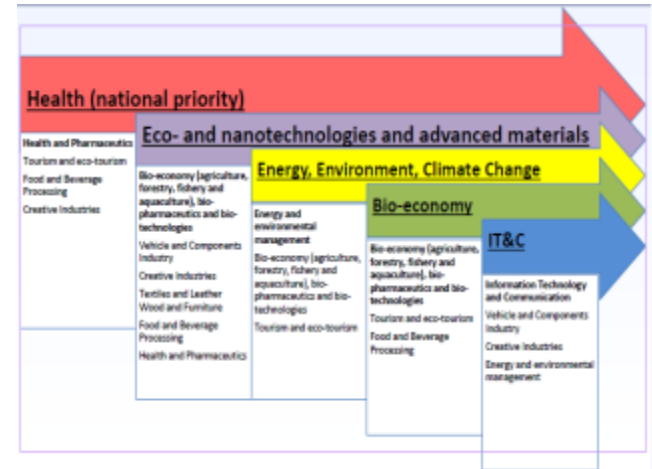 Health (national priority)
Health and Pharmaceutics
Tourism and eco-tourism
Food and Beverage
Processing
Creative Industries
Eco- and nanotechnologies and advanced materials
Bio-economy (agriculture,
forestry, fishery and
aquaculture), bio-
pharmaceutics and bio-
technologies
Vehicle and Components
Industry
Creative Industries
Textiles and Leather
Wood and Furniture
Food and Beverage
Processing
Health and Pharmaceutics
Energy, Environment, Climate Change
Energy and
environmental
management
Bio-economy (agriculture,
forestry, fishery and
aquaculture), bio-
pharmaceutics and bio-
technologies
Tourism and eco-tourism
Bio-economy
Bio-economy (agriculture,
forestry, fishery and
aquaculture), bio-
pharmaceutics and bio-
technologies
Tourism and eco-tourism
Food and Beverage
Processing
IT&C
Information Technology
and Communication
Vehicle and Components
Industry
Creative Industries
Energy and environmental
management